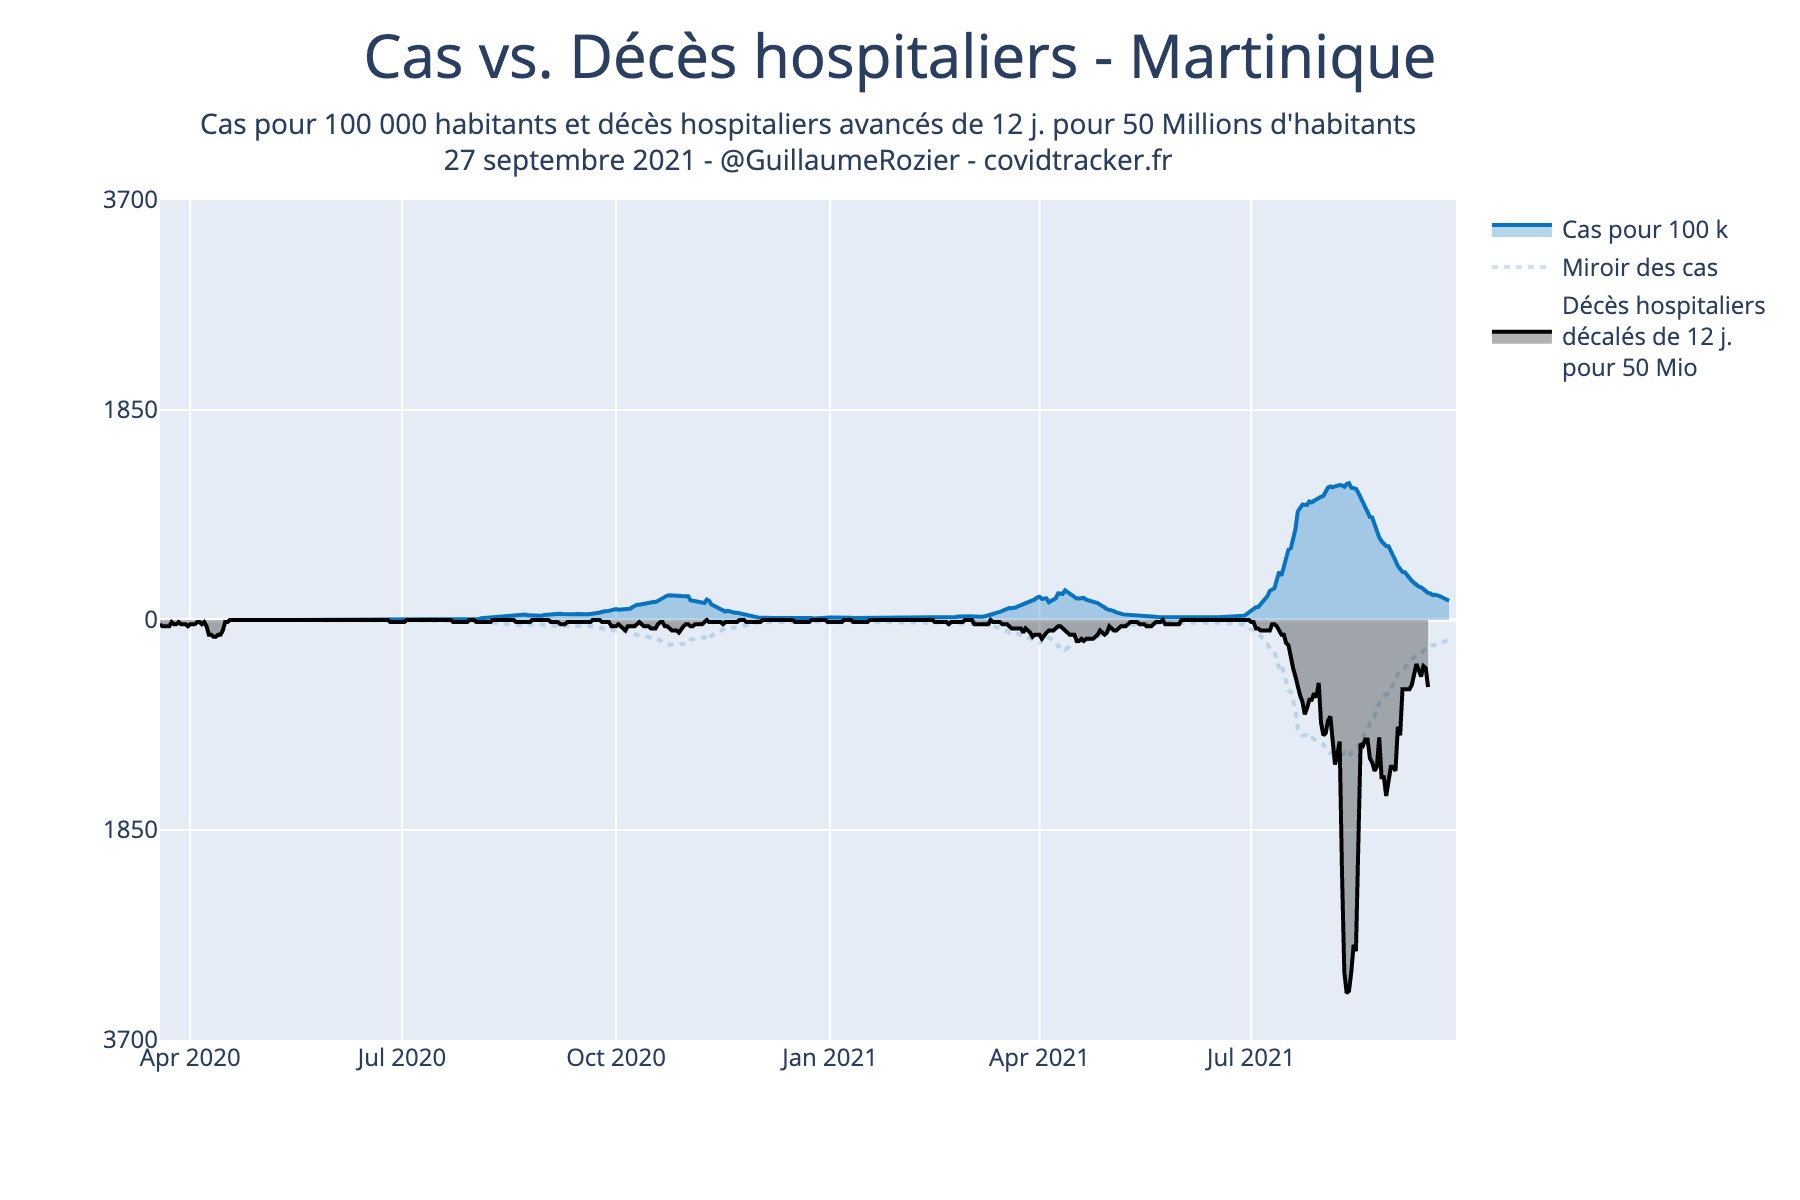 Cas vs. Décès hospitaliers - Martinique
Cas pour 100 000 habitants et décès hospitaliers avancés de 12 j. pour 50 Millions d'habitants
27 septembre 2021 - @GuillaumeRozier - covidtracker.fr
3700
1850
0
1850
3700
Apr 2020
Jul 2020
Oct 2020
Jan 2021
Apr 2021
Jul 2021
Cas pour 100 k
Miroir des cas
Décès hospitaliers
décalés de 12 j.
pour 50 Mio